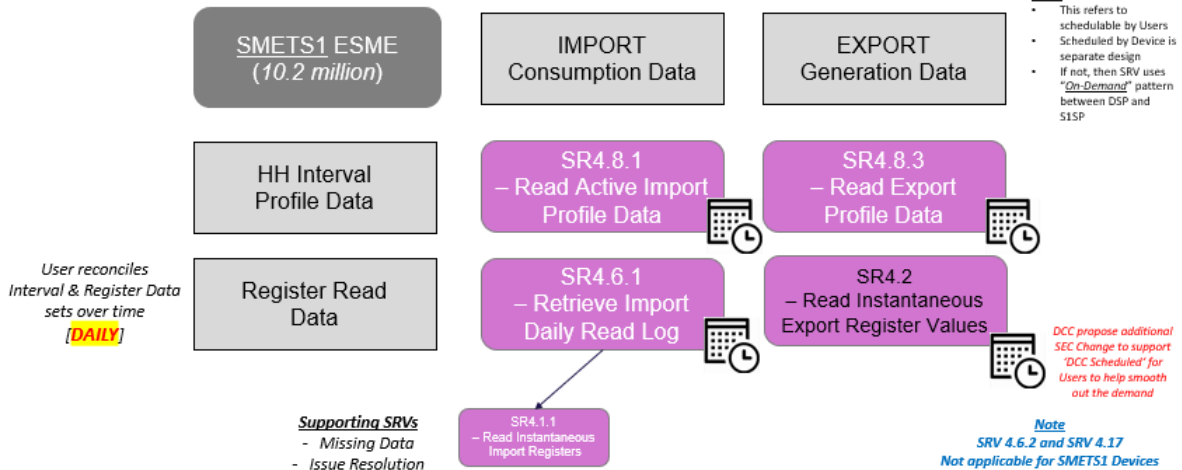 SMETS1 ESME
(10.2 million)
IMPORT
Consumption Data
EXPORT
Generation Data
• This refers to
schedulable by Users
• Scheduled by Device is
separate design
• If not, then SRV uses
“On-Demand” pattern
between DSP and
S1SP
HH Interval
Profile Data
SR4.8.1
– Read Active Import
Profile Data
SR4.8.3
– Read Export
Profile Data
User reconciles
Interval & Register Data
sets over time
[DAILY]
Register Read
Data
SR4.6.1
– Retrieve Import
Daily Read Log
SR4.2
– Read Instantaneous
Export Register Values
DCC propose additional
SEC Change to support
‘DCC Scheduled’ for
Users to help smooth
out the demand
Supporting SRVs
- Missing Data
- Issue Resolution
SR4.1.1
– Read Instantaneous
Import Registers
Note
SRV 4.6.2 and SRV 4.17
Not applicable for SMETS1 Devices